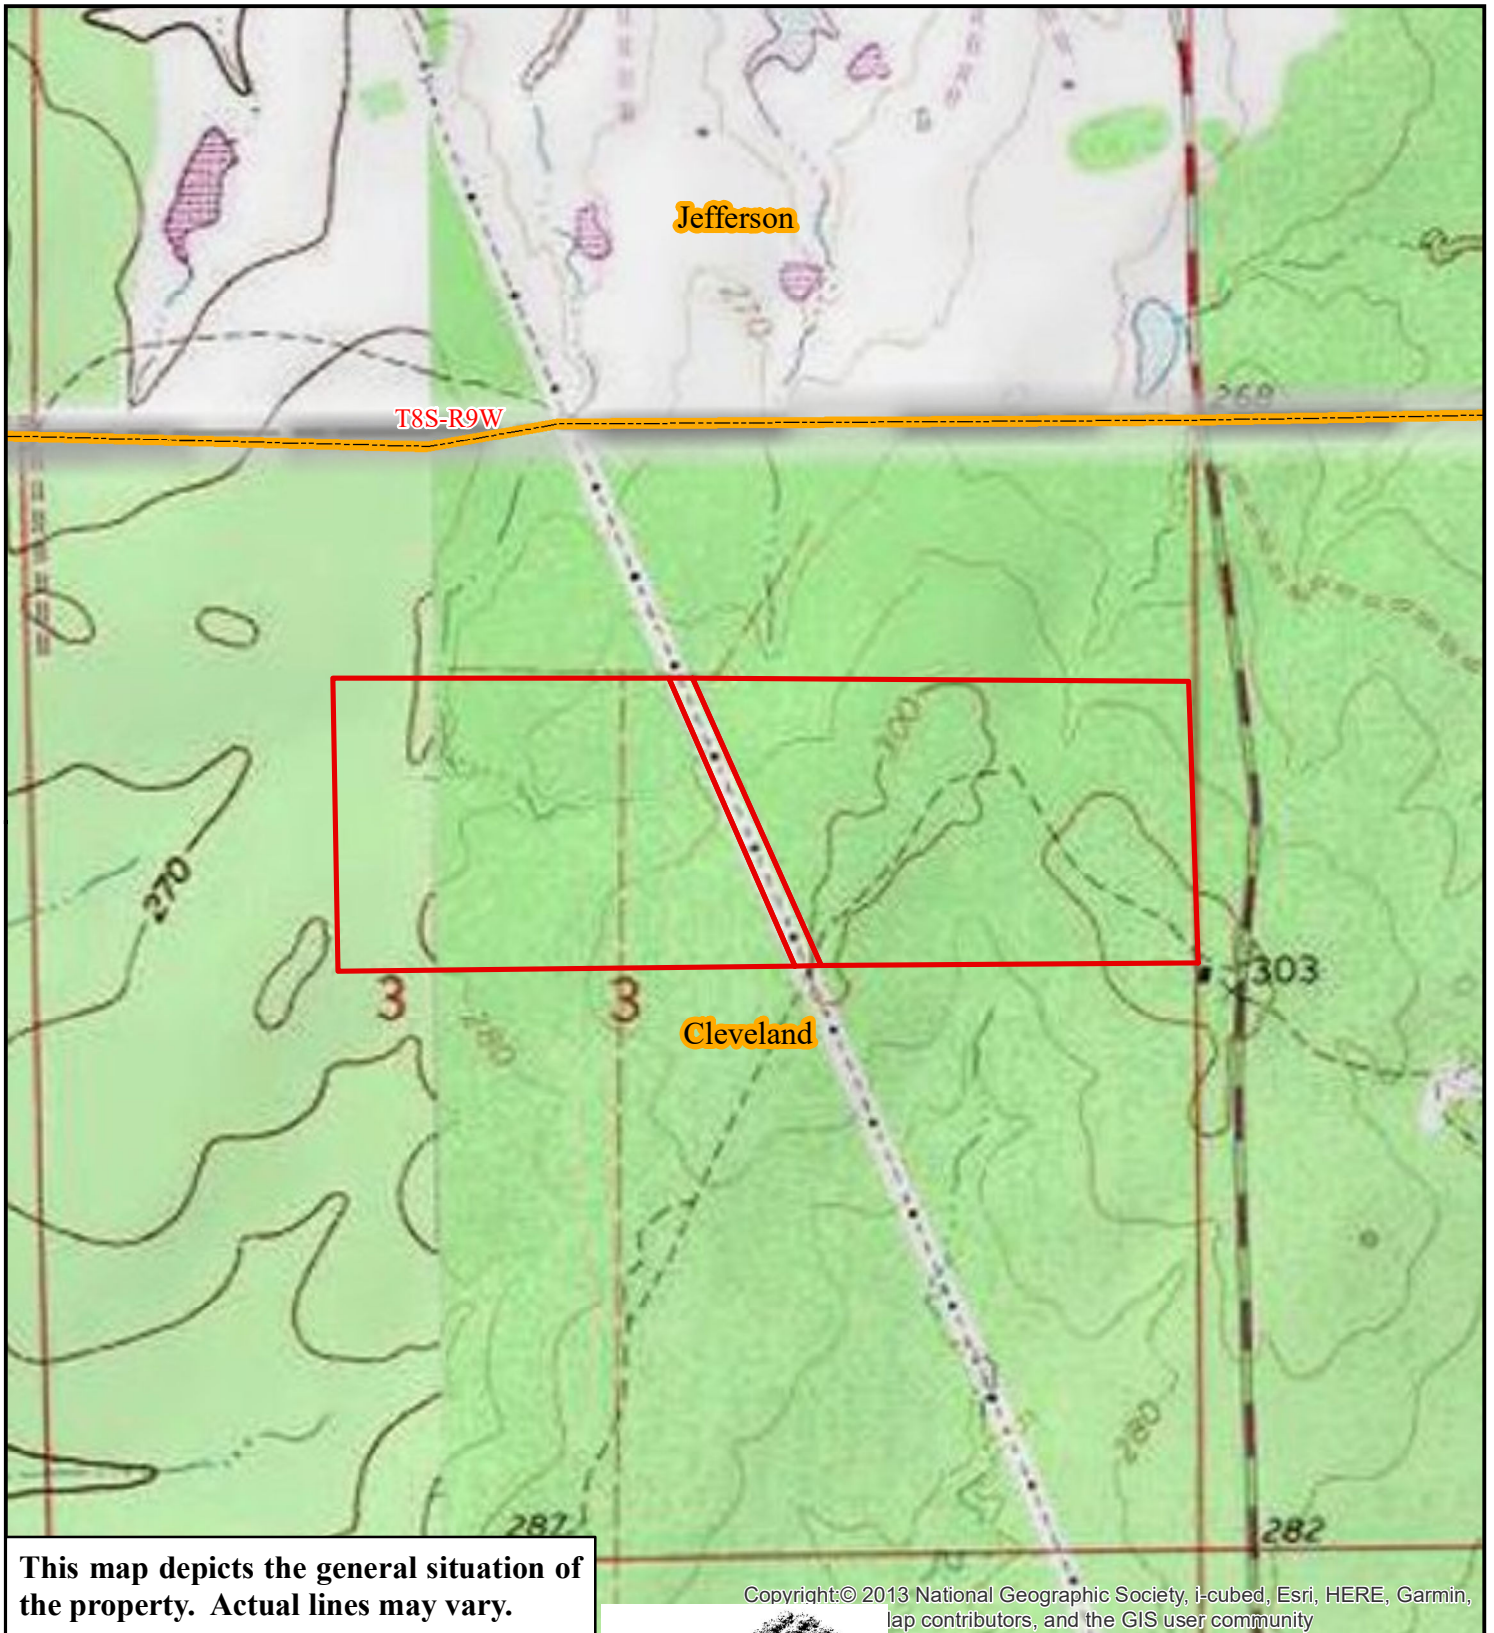 Jefferson
T8S-R9W
269
300
270
303
3
3
Cleveland
280
280
287
282
This map depicts the general situation of
the property. Actual lines may vary.
Copyright:© 2013 National Geographic Society, i-cubed, Esri, HERE, Garmin,
contributors, and the GIS user community